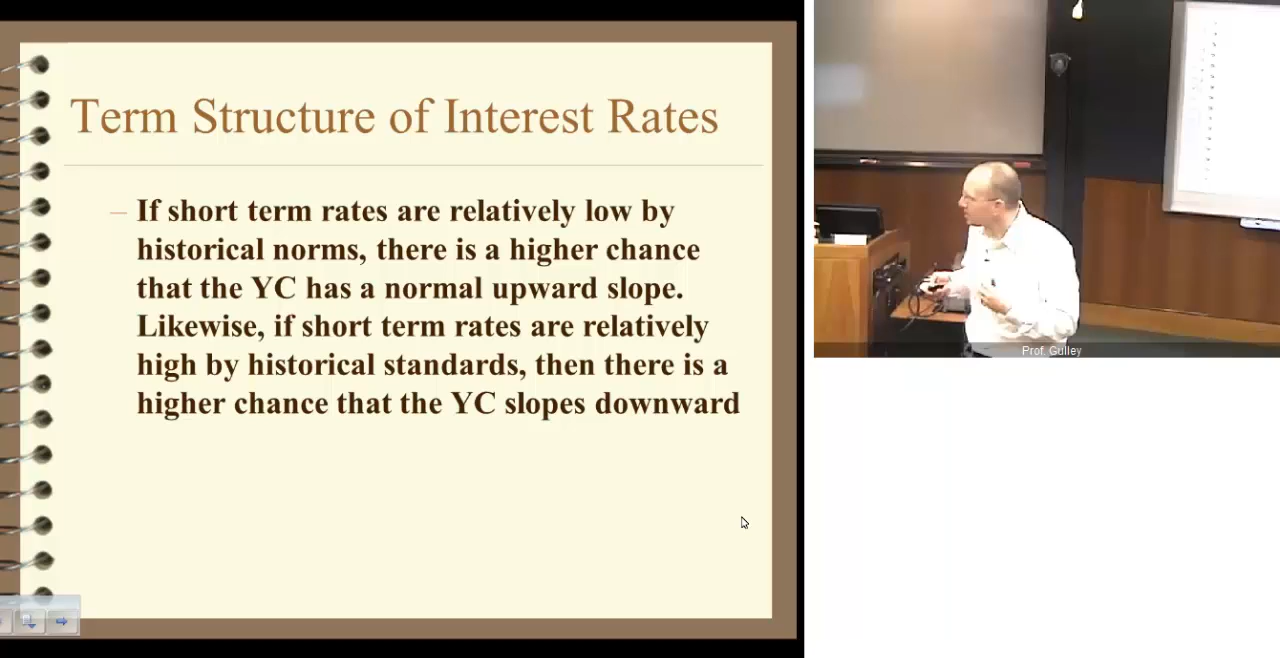 Term Structure of Interest Rates
– If short term rates are relatively low by
historical norms, there is a higher chance
that the YC has a normal upward slope.
Likewise, if short term rates are relatively
high by historical standards, then there is a
higher chance that the YC slopes downward
Prof. Gulley